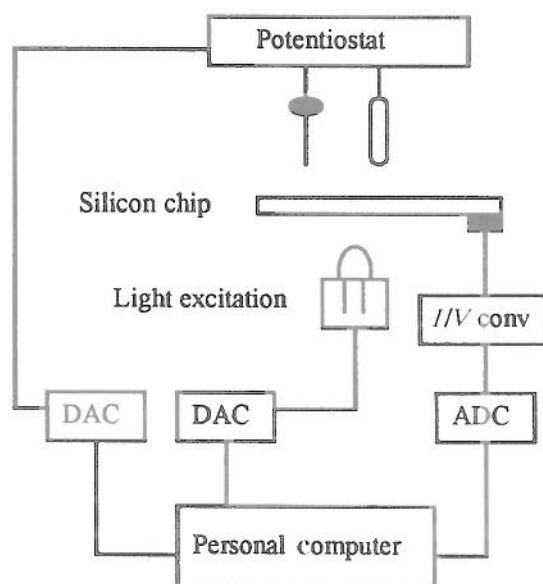 Potentiostat
Silicon chip
Light excitation
I/V conv
DAC
DAC
ADC
Personal computer